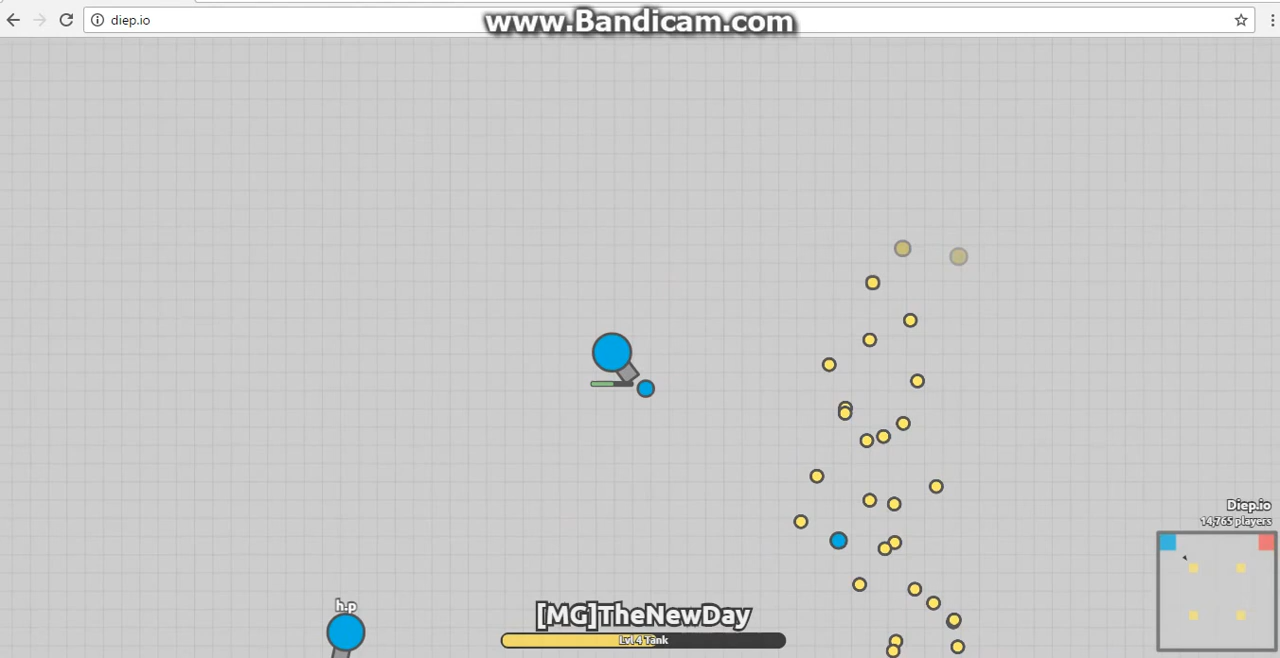 diep.io
www.Bandicam.com
h.p
[MG]TheNewDay
Lvl 4 Tank
Diep.io
14,765 players